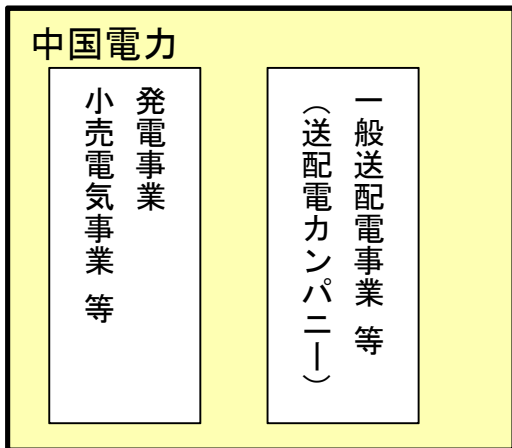 中国電力
発電事業
小売電気事業 等
一般送配電事業 等
（送配電カンパニー）